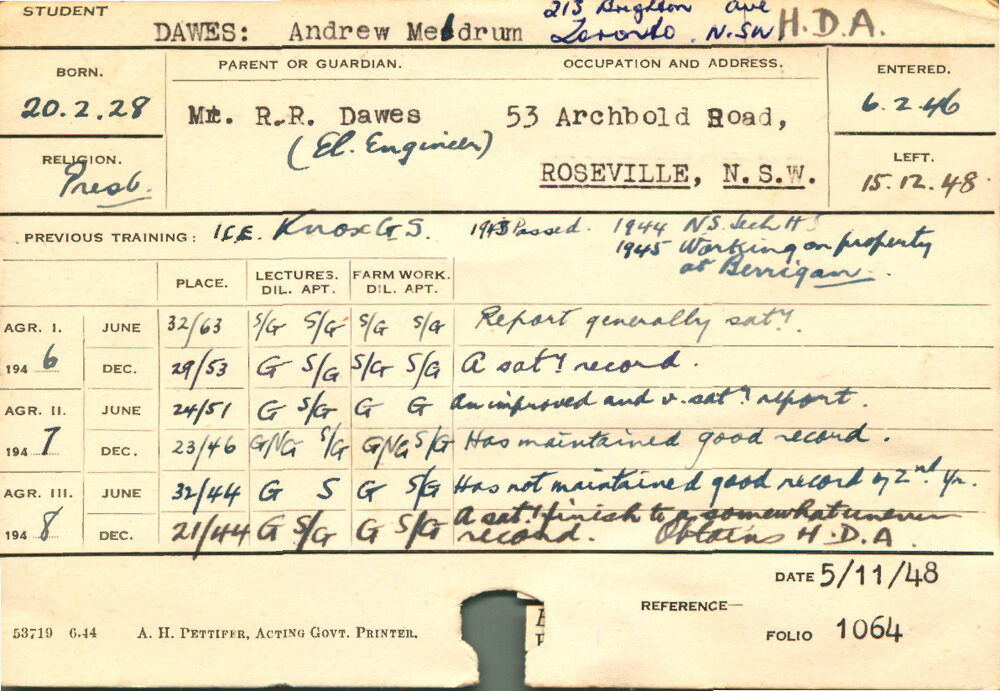 STUDENT
213 Brighton Ave
DAWES: Andrew Meldrum Toronto. N.S.W. H.D.A.
BORN. PARENT OR GUARDIAN. OCCUPATION AND ADDRESS. ENTERED.
20.2.28 Mr. R.R. Dawes 53 Archbold Road, 6.2.46
(El. Engineer)
RELIGION. ROSEVILLE, N.S.W. LEFT.
Presb. 15.12.48.
PREVIOUS TRAINING: I.C.E. Knox G.S. 1943 Passed. 1944 N.S. Tech H.S
1945 Working on property
at Berrigan.
PLACE. LECTURES. FARM WORK.
DIL. APT. DIL. APT.
AGR. I. JUNE 32/63 S/G S/G S/G S/G Report generally saty.
1946 DEC. 29/53 G S/G S/G S/G A saty record.
AGR. II. JUNE 24/51 G S/G G G An improved and v. saty report.
1947 DEC. 23/46 G/VG S/G G/VG S/G Has maintained good record.
AGR. III. JUNE 32/44 G S G S/G Has not maintained good record of 2nd Yr.
1948 DEC. 21/44 G S/G G S/G A saty finish to a somewhat uneven
record. Obtains H.D.A.
DATE 5/11/48
REFERENCE—
FOLIO 1064
53719 6.44 A. H. PETTIFER, ACTING GOVT. PRINTER.